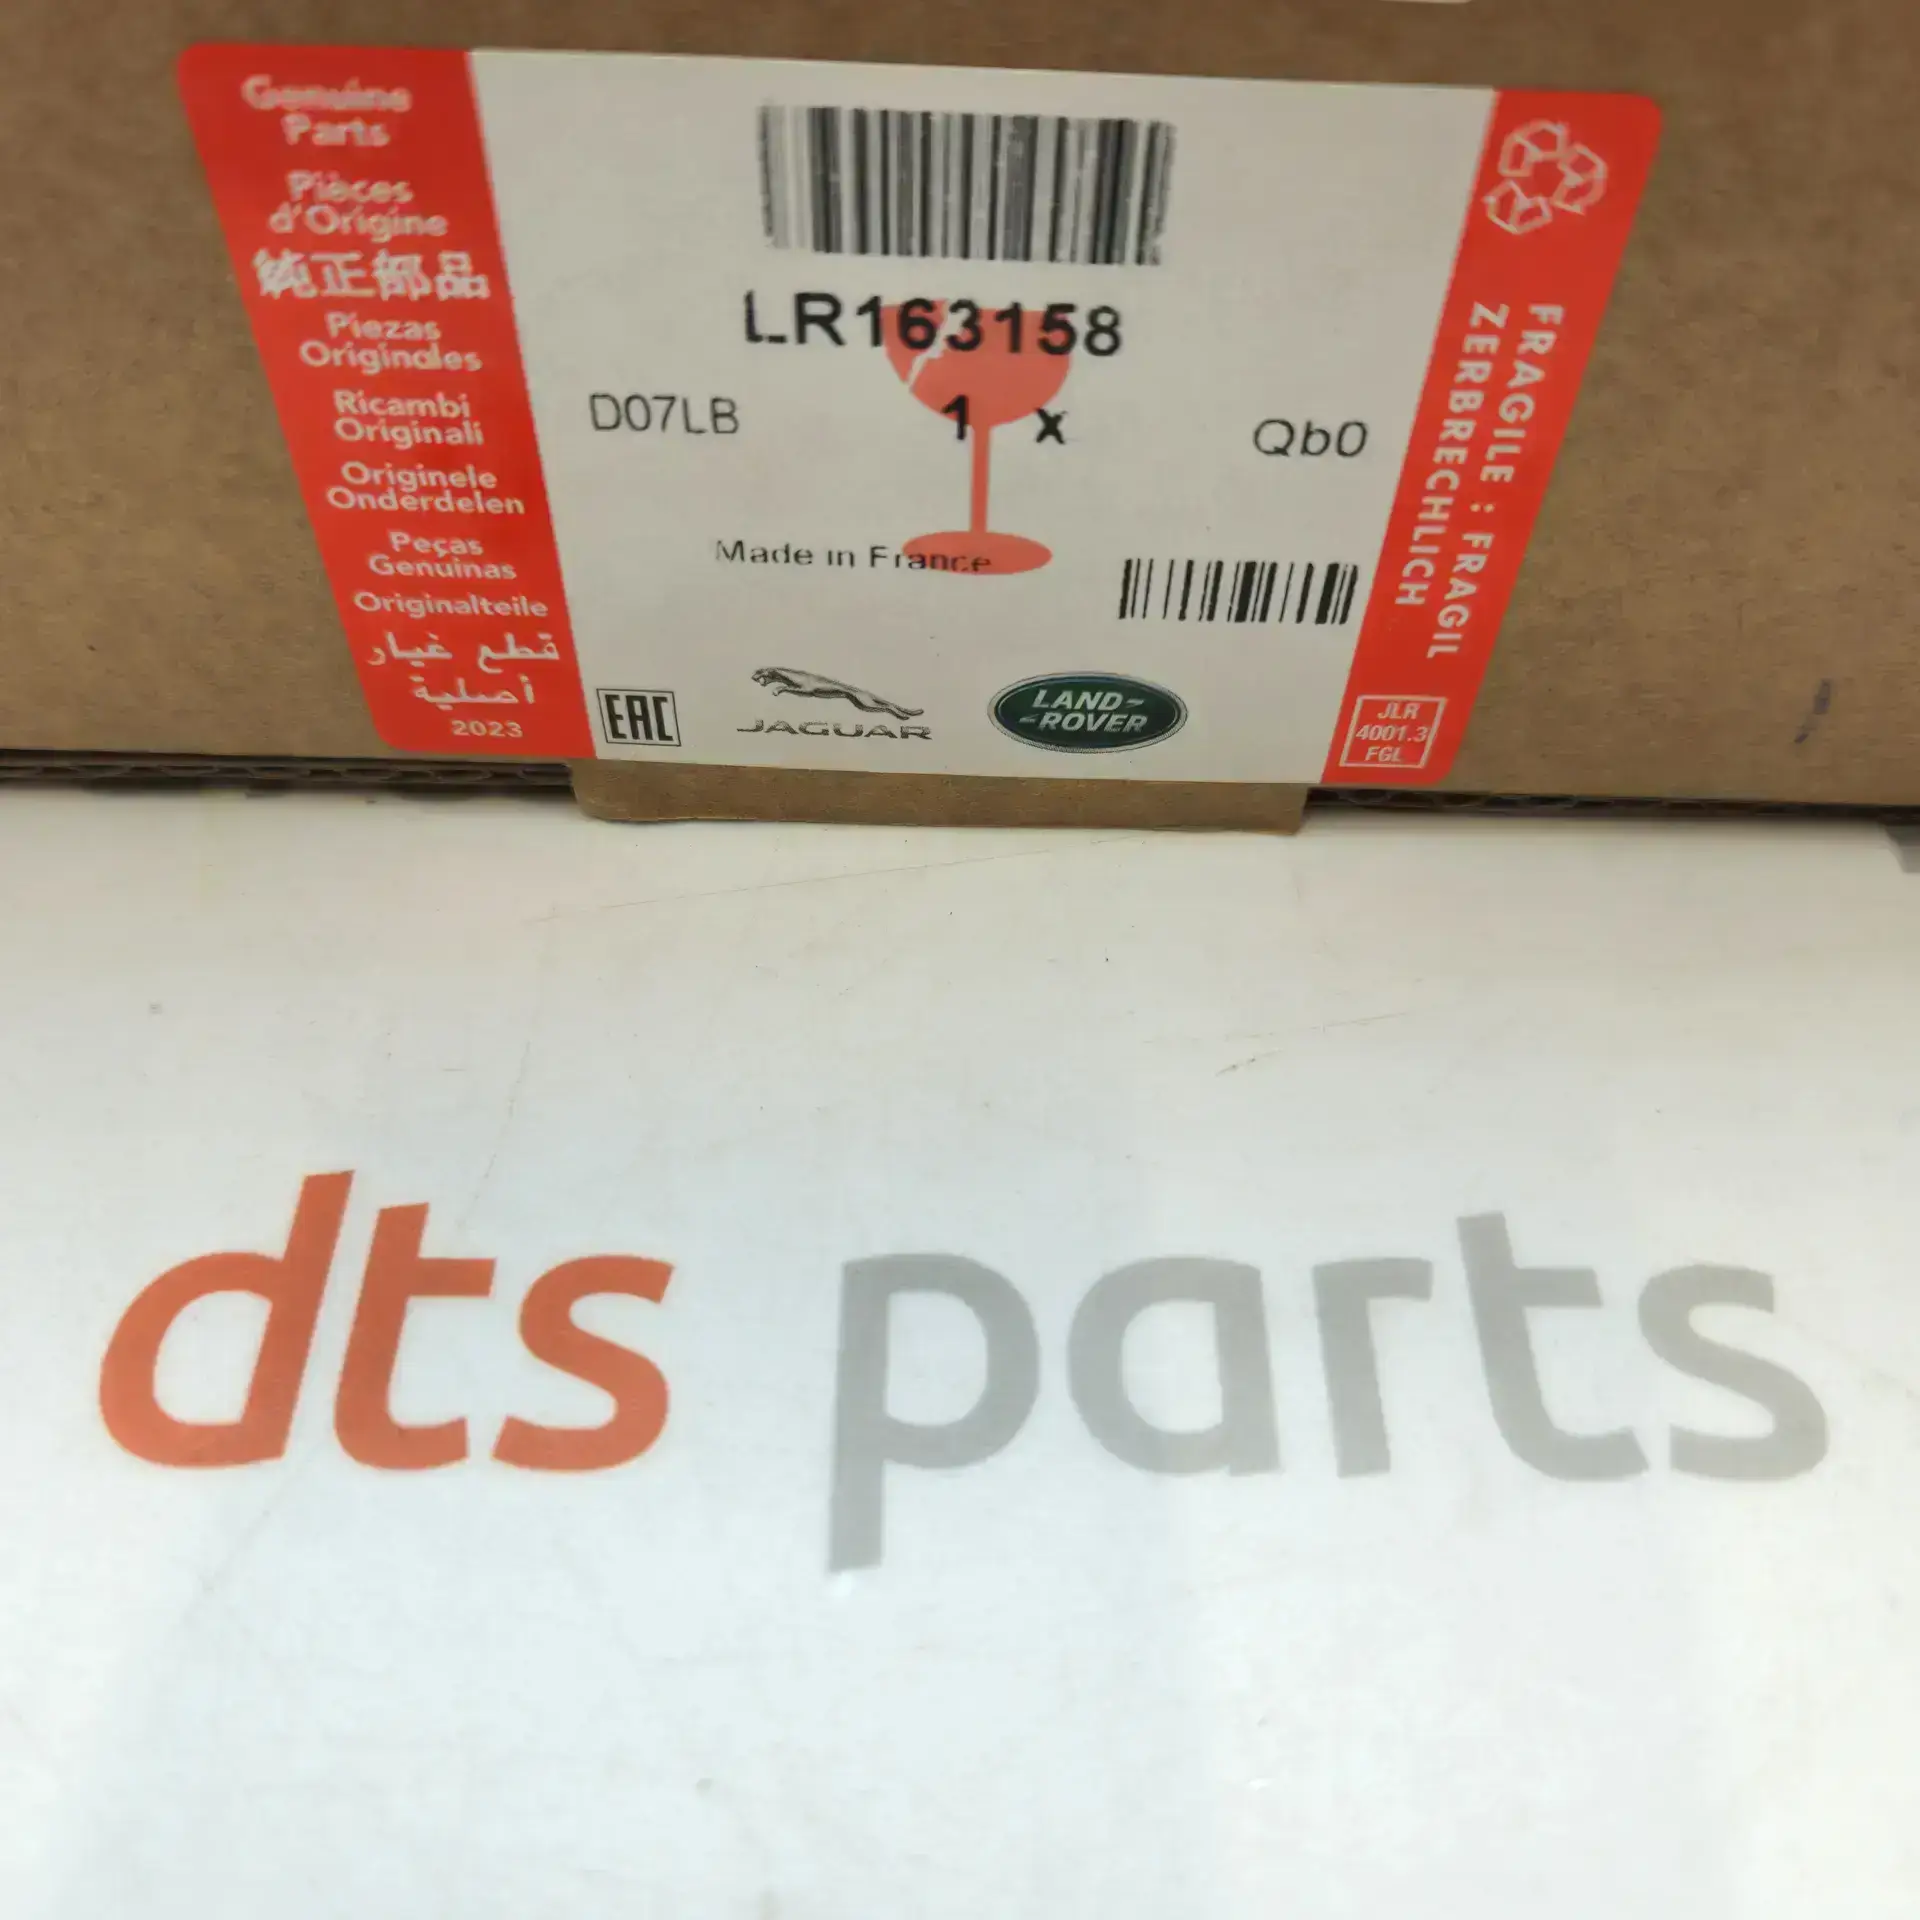 Genuine
Parts
Pièces
d'Origine
純正部品
Piezas
Originales
Ricambi
Originali
Originele
Onderdelen
Peças
Genuinas
Originalteile
قطع غيار
أصلية
2023
LR163158
D07LB 1 x Qb0
Made in France
EAC
JAGUAR
LAND-
-ROVER
FRAGILE : FRAGIL
ZERBRECHLICH
JLR
4001.3
FGL
dts parts